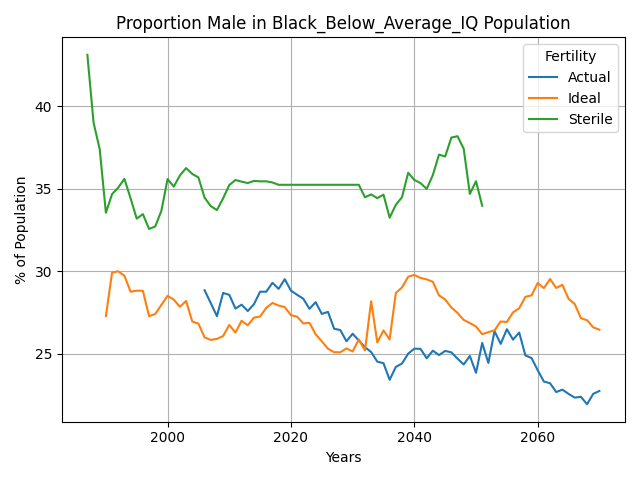 Proportion Male in Black_Below_Average_IQ Population
Fertility
Actual
Ideal
Sterile
% of Population
40
35
30
25
2000
2020
2040
2060
Years